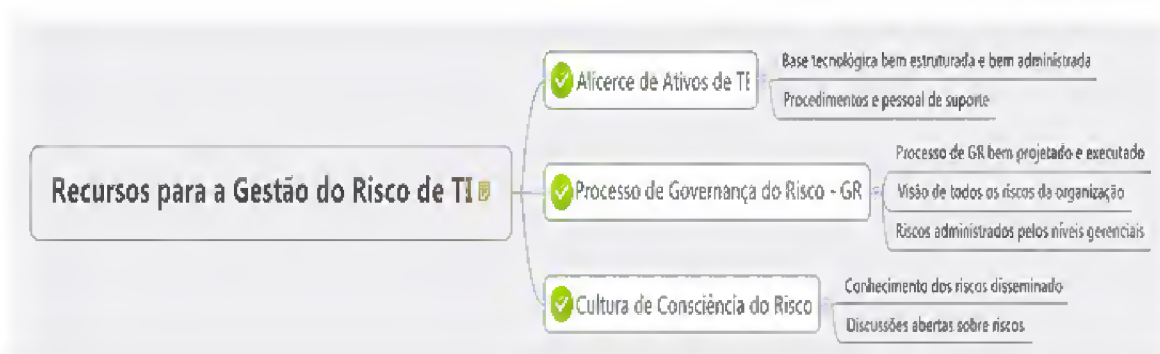 Recursos para a Gestão do Risco de TI
Alicerce de Ativos de TI
Base tecnológica bem estruturada e bem administrada
Procedimentos e pessoal de suporte
Processo de Governança do Risco - GR
Processo de GR bem projetado e executado
Visão de todos os riscos da organização
Riscos administrados pelos níveis gerenciais
Cultura de Consciência do Risco
Conhecimento dos riscos disseminado
Discussões abertas sobre riscos